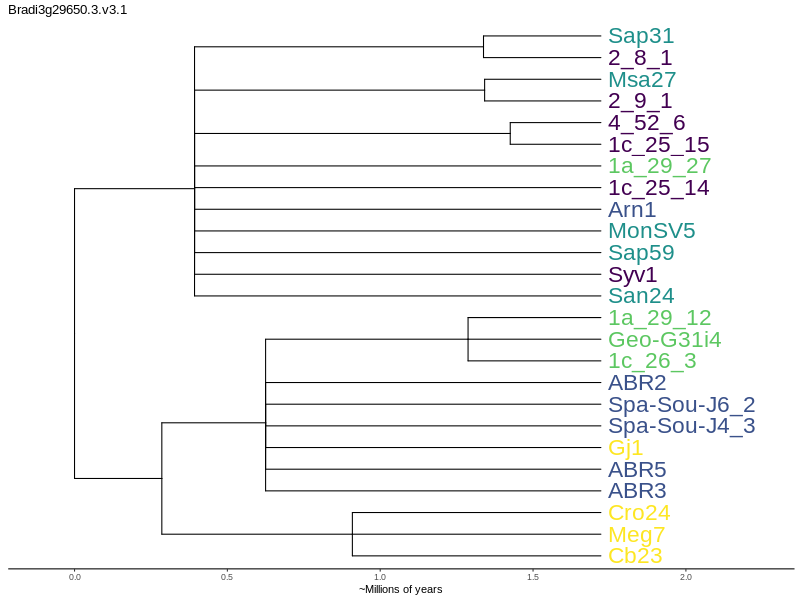 Bradi3g29650.3.v3.1
Sap31
2_8_1
Msa27
2_9_1
4_52_6
1c_25_15
1a_29_27
1c_25_14
Arn1
MonSV5
Sap59
Syv1
San24
1a_29_12
Geo-G31i4
1c_26_3
ABR2
Spa-Sou-J6_2
Spa-Sou-J4_3
Gj1
ABR5
ABR3
Cro24
Meg7
Cb23
0.0 0.5 1.0 1.5 2.0
~Millions of years